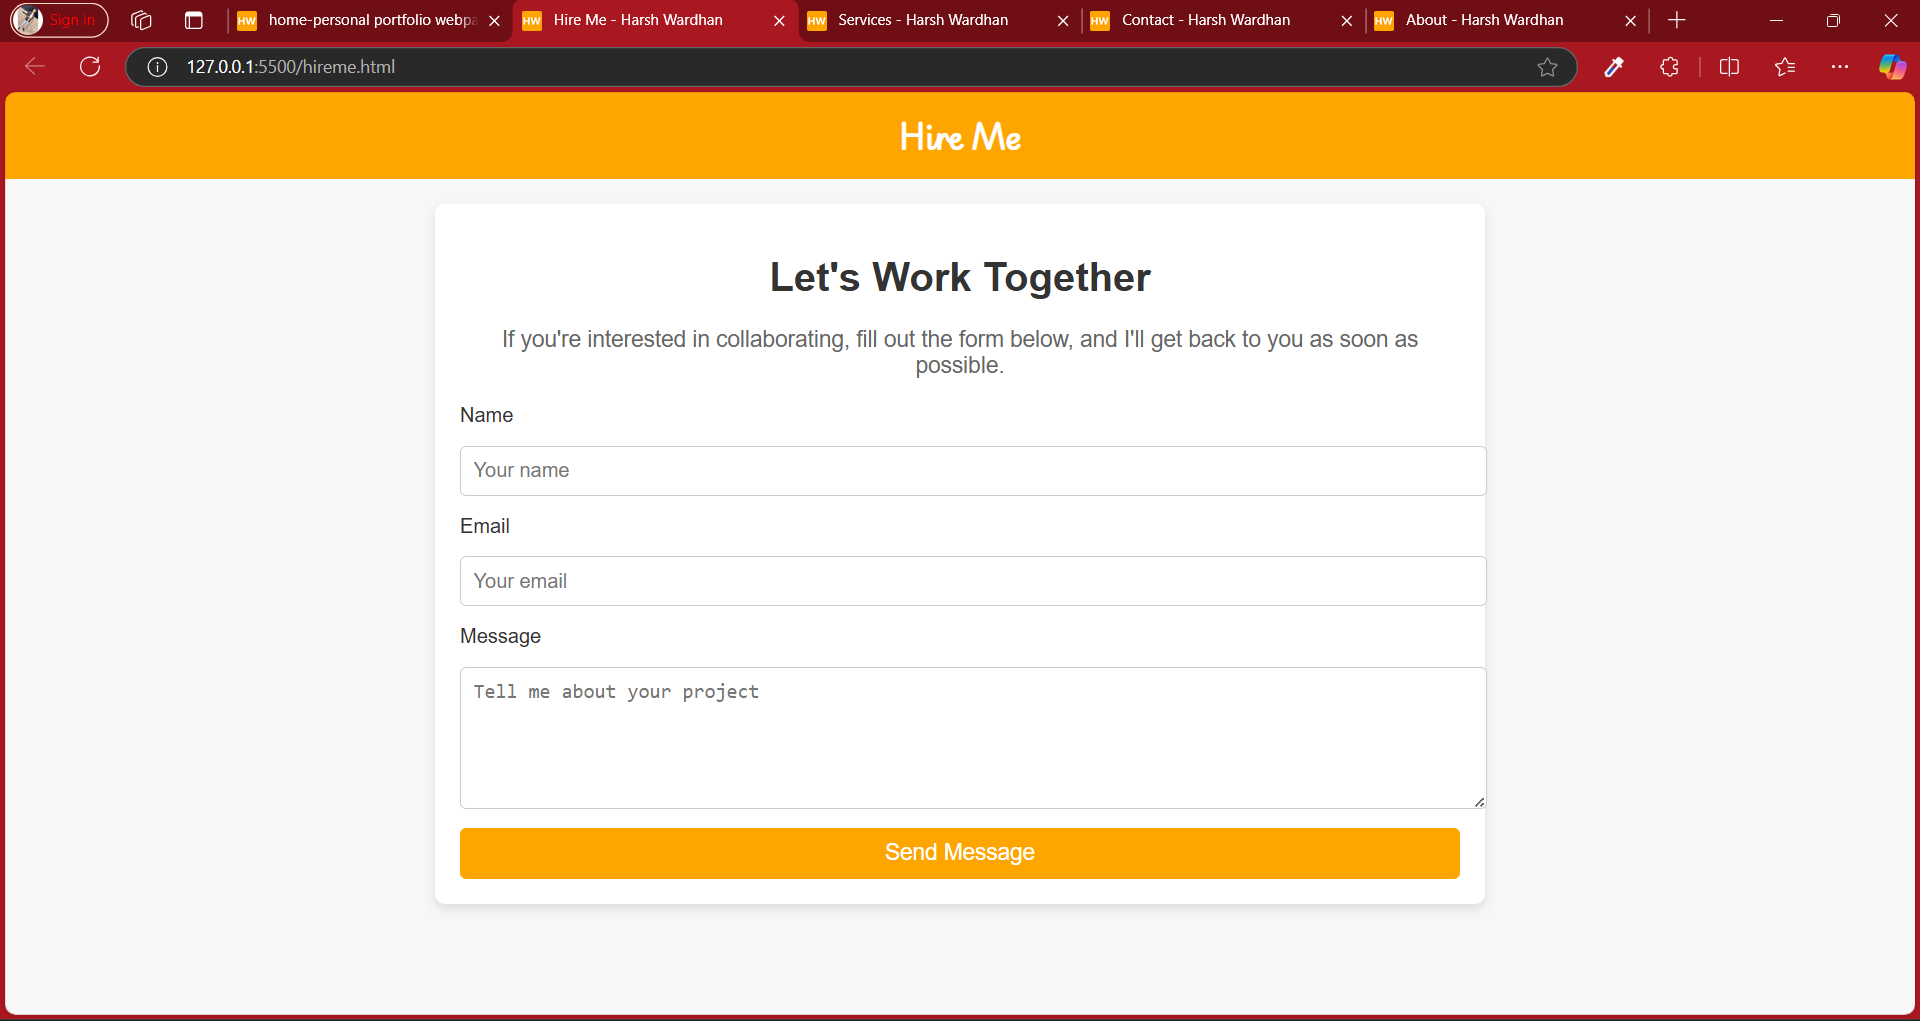 Sign in
HW home-personal portfolio webpa
HW Hire Me - Harsh Wardhan
HW Services - Harsh Wardhan
HW Contact - Harsh Wardhan
HW About - Harsh Wardhan
127.0.0.1:5500/hireme.html
Hire Me
Let's Work Together
If you're interested in collaborating, fill out the form below, and I'll get back to you as soon as
possible.
Name
Your name
Email
Your email
Message
Tell me about your project
Send Message